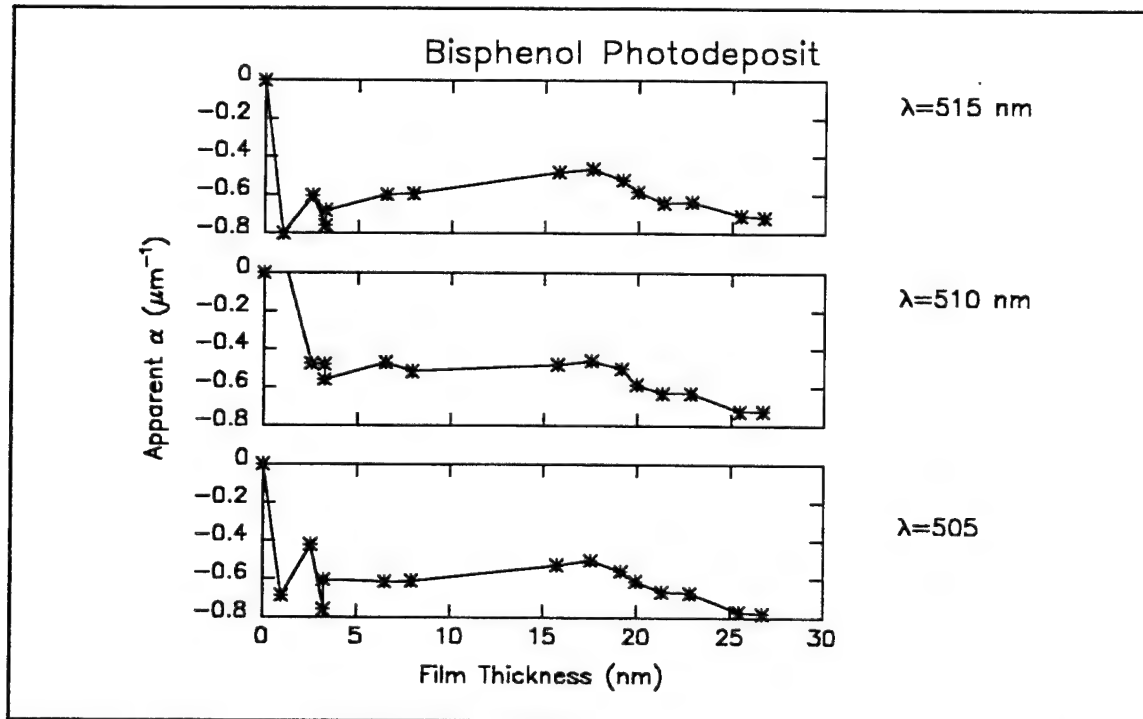 Bisphenol Photodeposit
0
−0.2
−0.4
−0.6
−0.8
λ=515 nm
0
−0.2
−0.4
−0.6
−0.8
λ=510 nm
Apparent α (μm⁻¹)
0
−0.2
−0.4
−0.6
−0.8
λ=505
0 5 10 15 20 25 30
Film Thickness (nm)